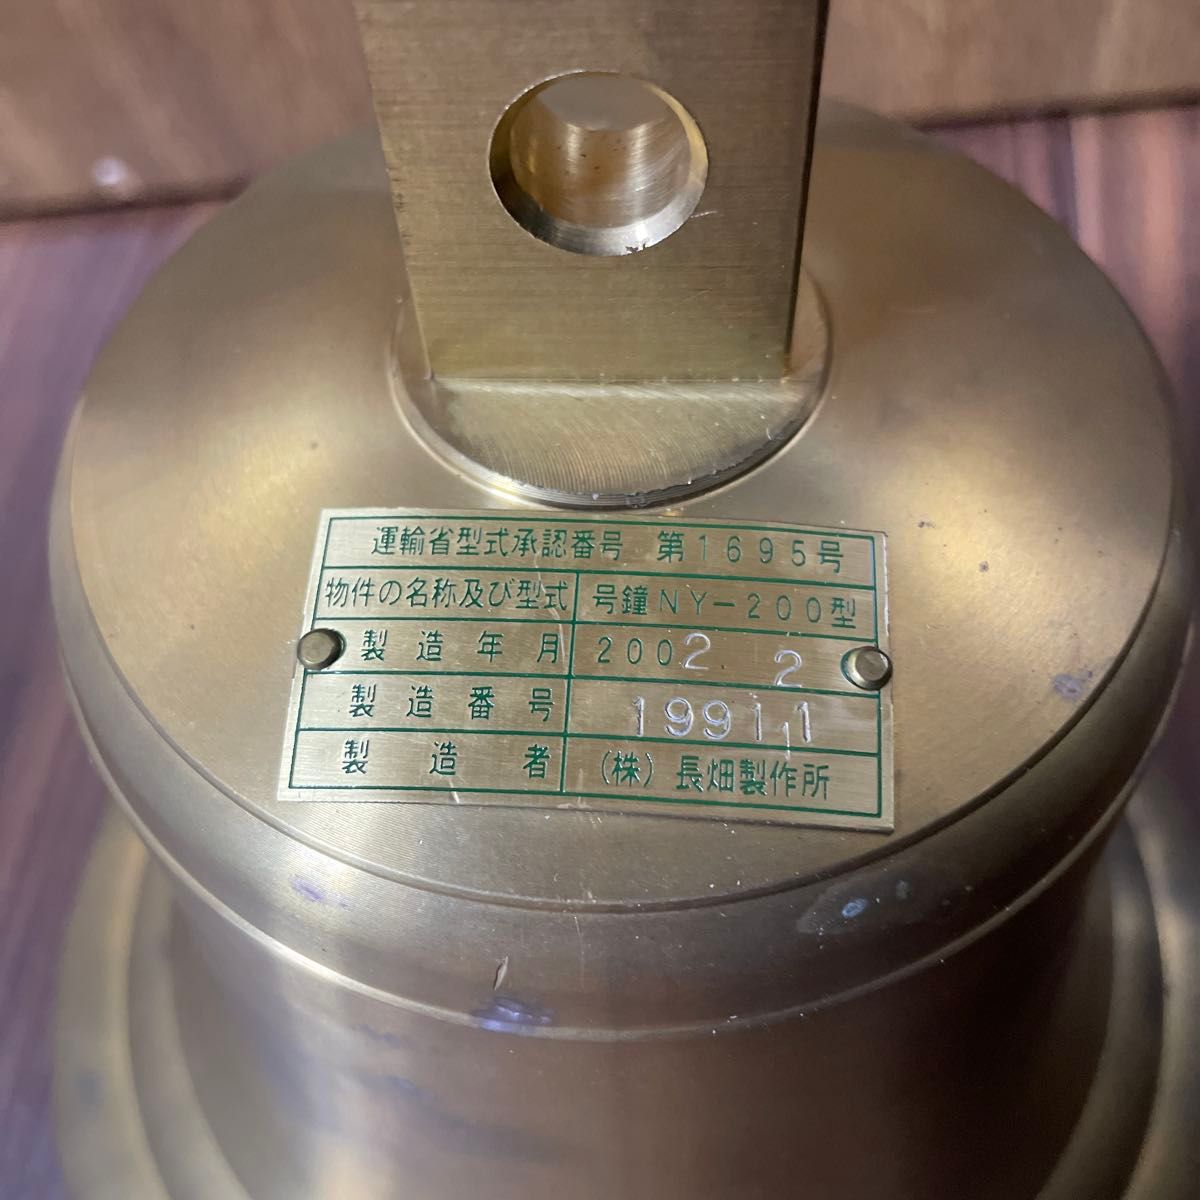 運輸省型式承認番号 第1695号
物件の名称及び型式 号鐘NY-200型
製造年月 2002. 2
製造番号 19911
製造者 (株)長畑製作所